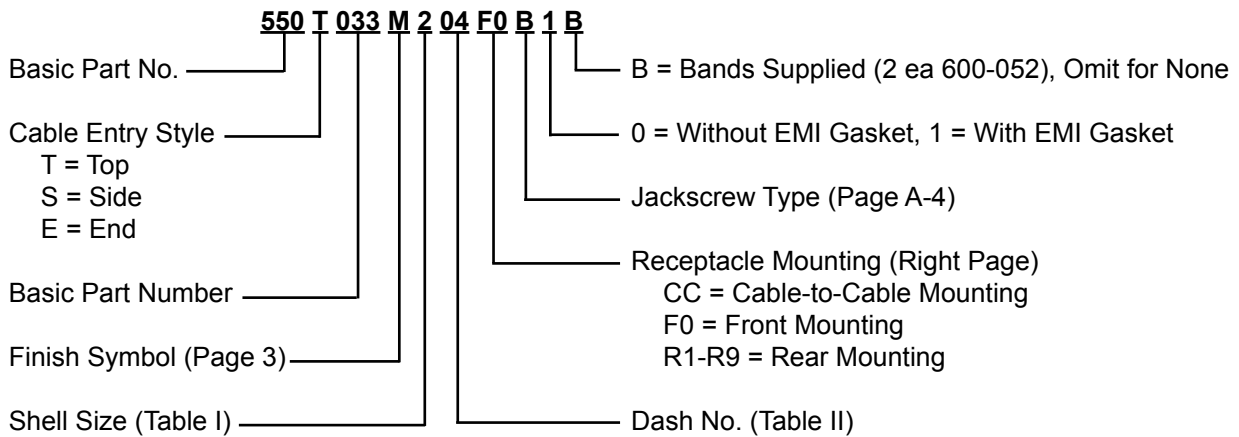 550 T 033 M 2 04 F0 B 1 B
Basic Part No.
Cable Entry Style
T = Top
S = Side
E = End
Basic Part Number
Finish Symbol (Page 3)
Shell Size (Table I)
B = Bands Supplied (2 ea 600-052), Omit for None
0 = Without EMI Gasket, 1 = With EMI Gasket
Jackscrew Type (Page A-4)
Receptacle Mounting (Right Page)
CC = Cable-to-Cable Mounting
F0 = Front Mounting
R1-R9 = Rear Mounting
Dash No. (Table II)